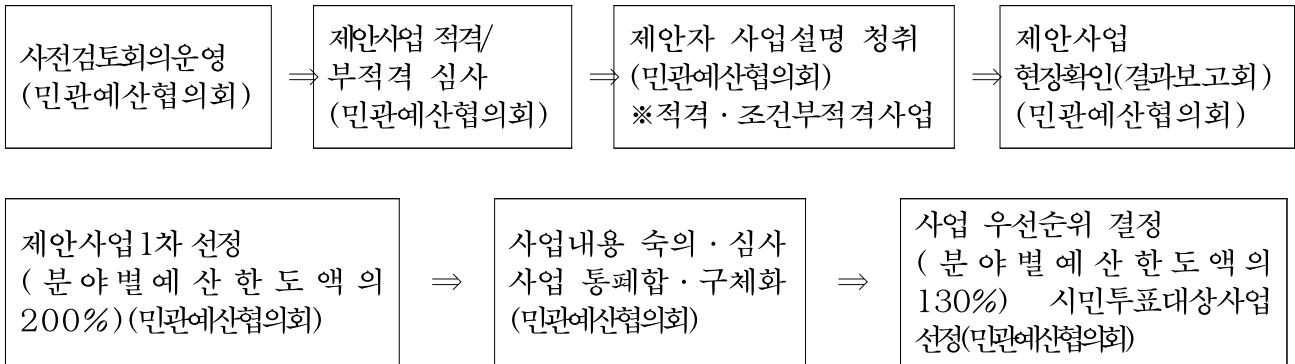 사전검토회의운영
(민관예산협의회)
⇒
제안사업 적격/
부적격 심사
(민관예산협의회)
⇒
제안자 사업설명 청취
(민관예산협의회)
※적격·조건부적격사업
⇒
제안사업
현장확인(결과보고회)
(민관예산협의회)
제안사업1차 선정
(분야별예산한도액의
200%)(민관예산협의회)
⇒
사업내용 숙의·심사
사업 통폐합·구체화
(민관예산협의회)
⇒
사업 우선순위 결정
(분야별예산한도액의
130%) 시민투표대상사업
선정(민관예산협의회)